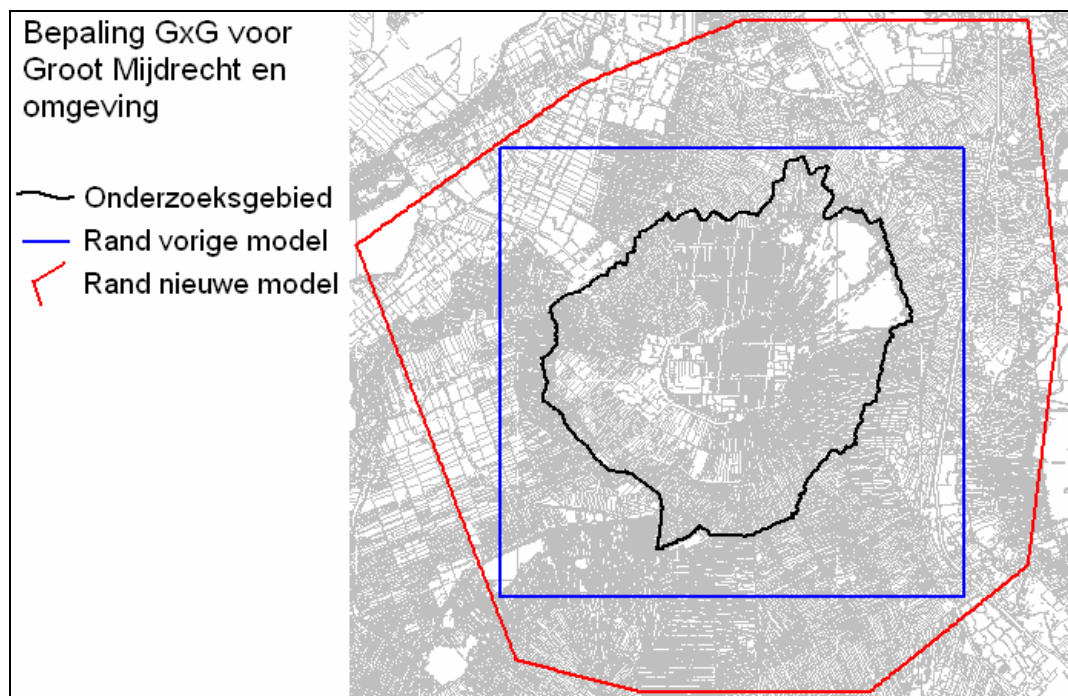 Bepaling GxG voor
Groot Mijdrecht en
omgeving
Onderzoeksgebied
Rand vorige model
Rand nieuwe model